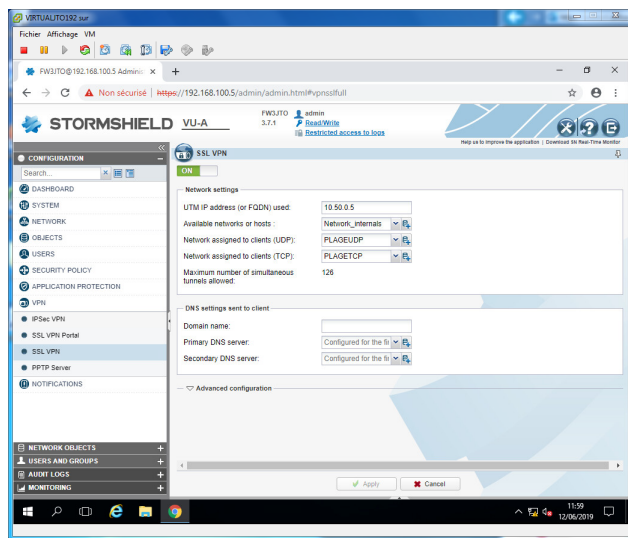 VIRTUALITO192 sur
Fichier Affichage VM
FW3JTO@192.168.100.5 Adminis
Non sécurisé | https://192.168.100.5/admin/admin.html#vpnsslfull
STORMSHIELD
VU-A
FW3JTO
3.7.1
admin
Read/Write
Restricted access to logs
Help us to improve the application | Download SN Real-Time Monitor
CONFIGURATION
Search...
DASHBOARD
SYSTEM
NETWORK
OBJECTS
USERS
SECURITY POLICY
APPLICATION PROTECTION
VPN
IPSec VPN
SSL VPN Portal
SSL VPN
PPTP Server
NOTIFICATIONS
NETWORK OBJECTS
USERS AND GROUPS
AUDIT LOGS
MONITORING
SSL VPN
ON
Network settings
UTM IP address (or FQDN) used: 10.50.0.5
Available networks or hosts : Network_internals
Network assigned to clients (UDP): PLAGEUDP
Network assigned to clients (TCP): PLAGETCP
Maximum number of simultaneous 126
tunnels allowed:
DNS settings sent to client
Domain name:
Primary DNS server: Configured for the fir
Secondary DNS server: Configured for the fir
Advanced configuration
Apply
Cancel
11:59
12/06/2019